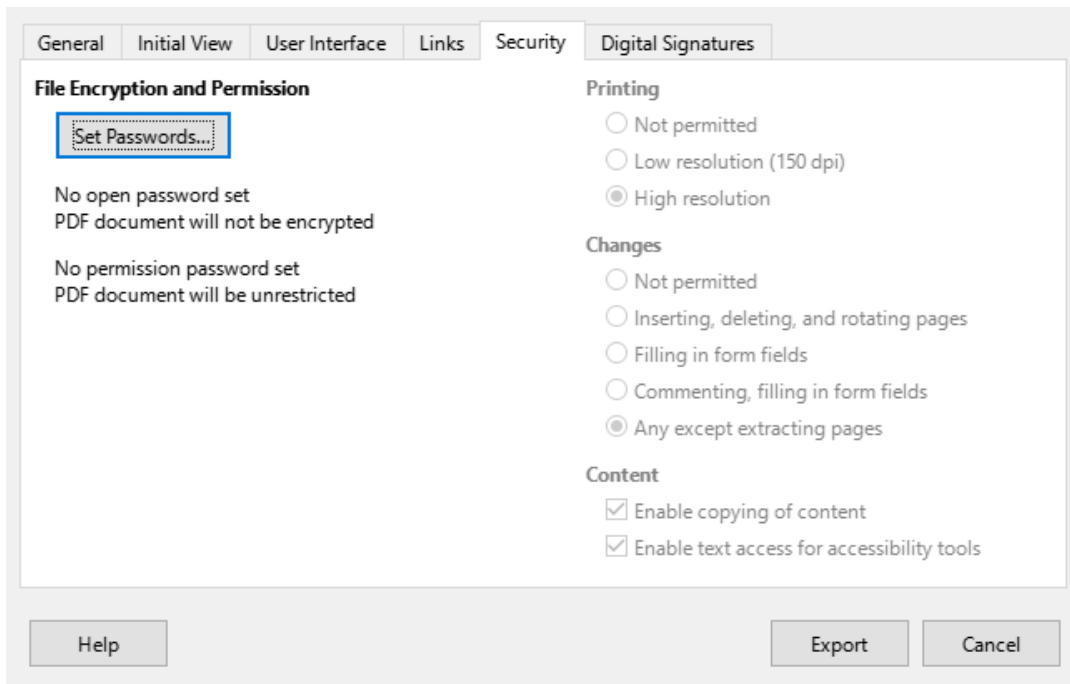 General
Initial View
User Interface
Links
Security
Digital Signatures
File Encryption and Permission
Set Passwords...
No open password set
PDF document will not be encrypted
No permission password set
PDF document will be unrestricted
Printing
Not permitted
Low resolution (150 dpi)
High resolution
Changes
Not permitted
Inserting, deleting, and rotating pages
Filling in form fields
Commenting, filling in form fields
Any except extracting pages
Content
Enable copying of content
Enable text access for accessibility tools
Help
Export
Cancel